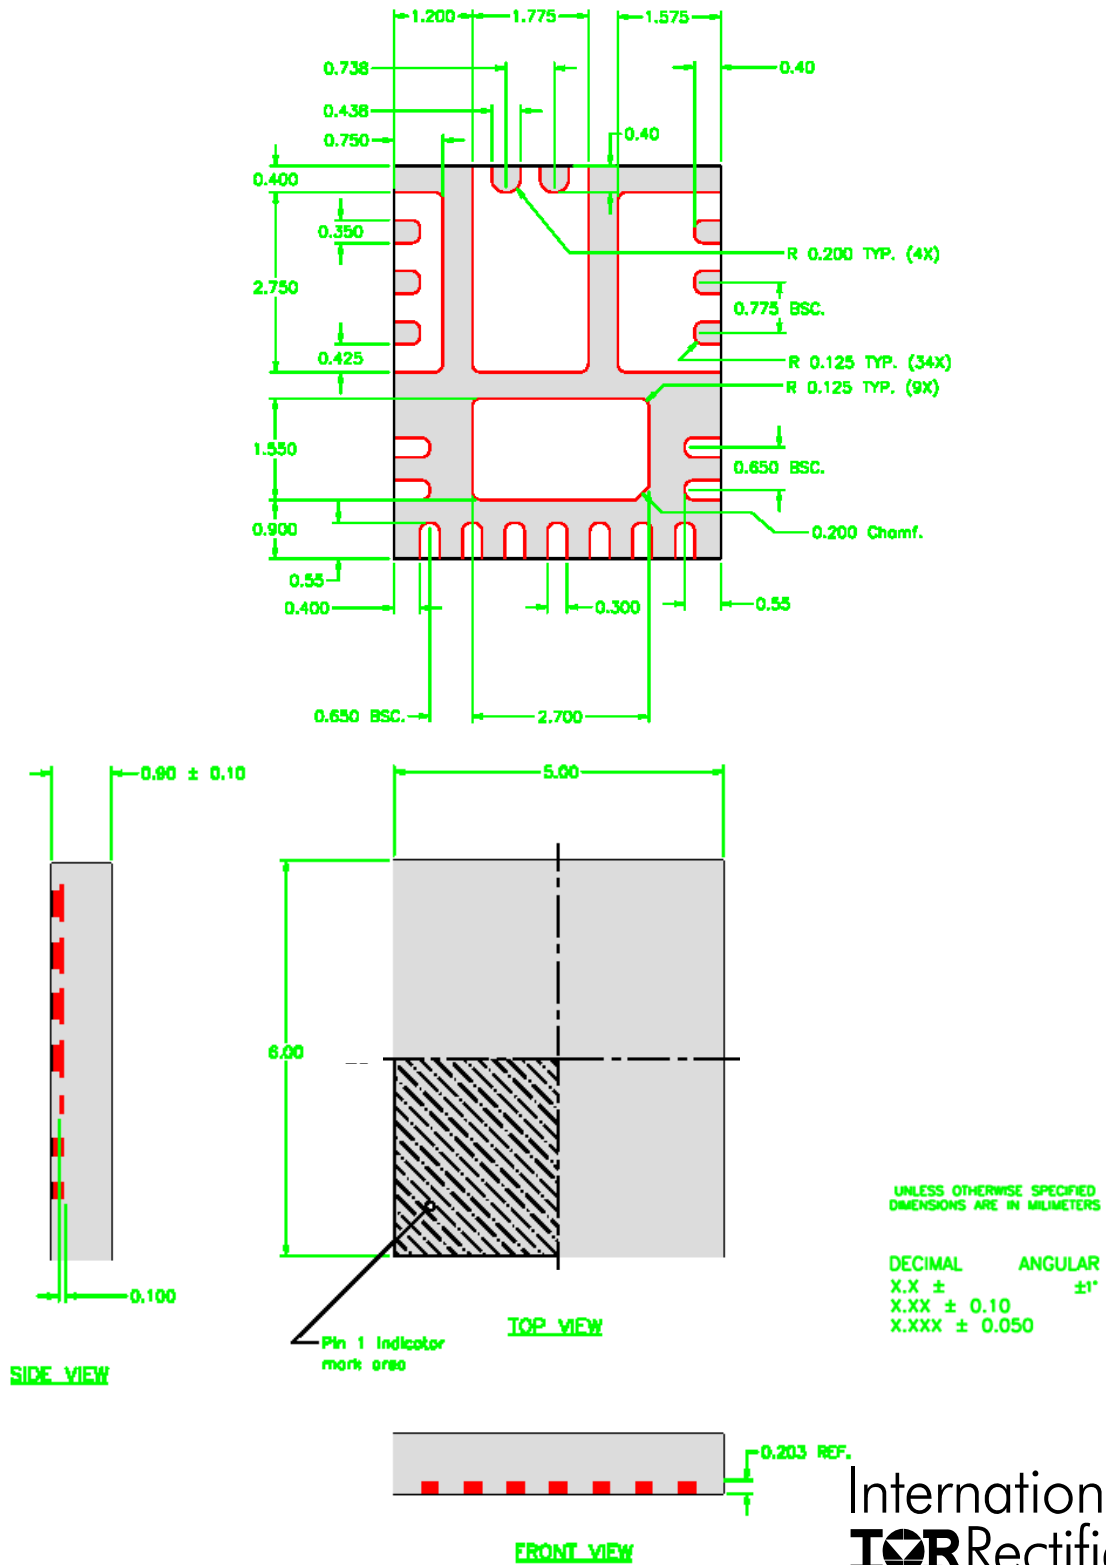 1.200
1.775
1.575
0.738
0.40
0.438
0.40
0.750
0.400
0.350
R 0.200 TYP. (4X)
2.750
0.775 BSC.
0.425
R 0.125 TYP. (34X)
R 0.125 TYP. (9X)
1.550
0.650 BSC.
0.900
0.200 Chamf.
0.55
0.400
0.300
0.55
0.650 BSC.
2.700
0.90 ± 0.10
5.00
6.00
UNLESS OTHERWISE SPECIFIED
DIMENSIONS ARE IN MILIMETERS
DECIMAL ANGULAR
X.X ± ±1°
X.XX ± 0.10
X.XXX ± 0.050
0.100
TOP VIEW
Pin 1 Indicator
mark area
SIDE VIEW
0.203 REF.
FRONT VIEW
Internation
IOR Rectifi